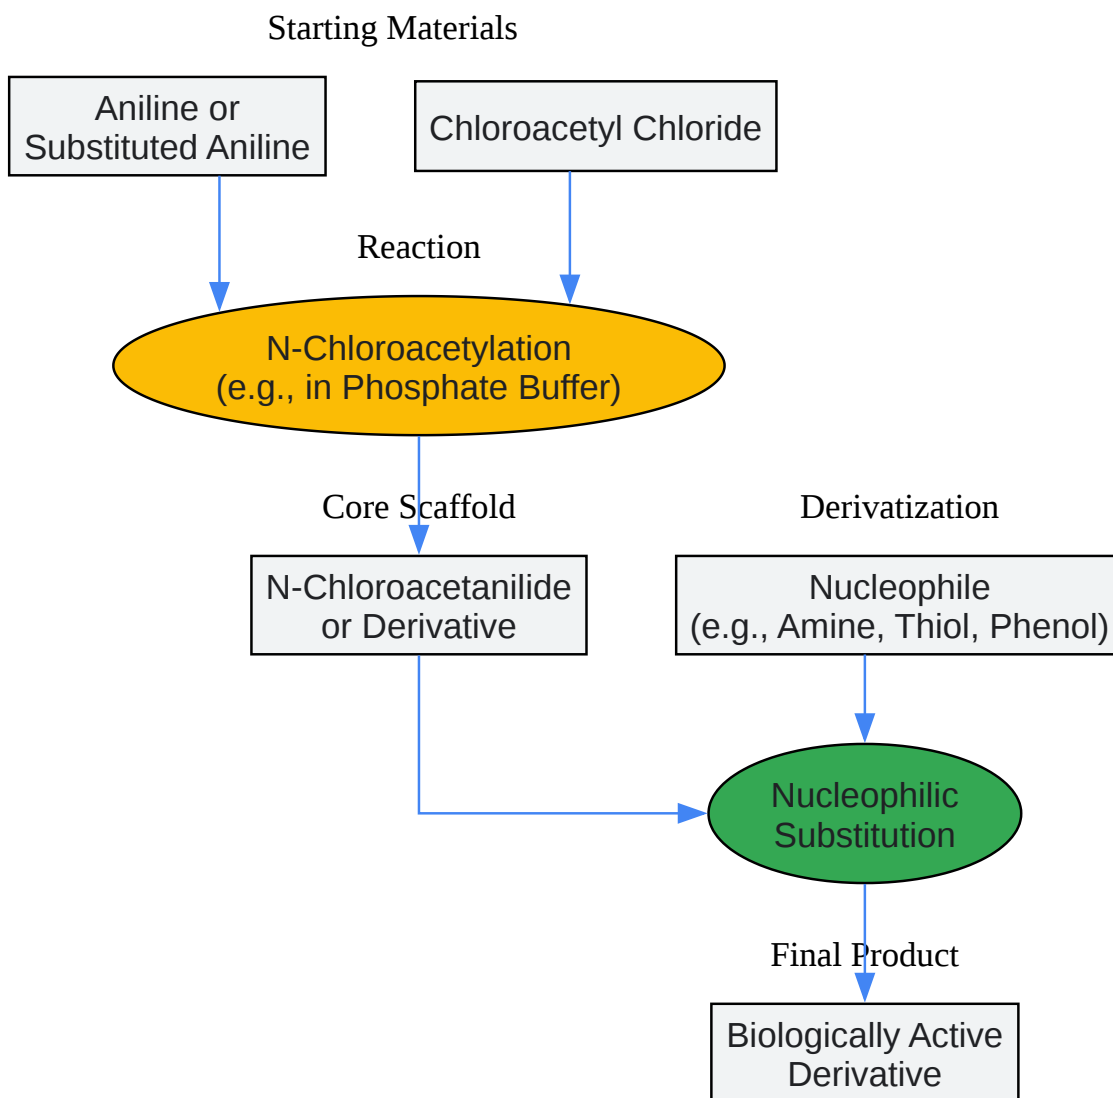 Starting Materials
Aniline or
Substituted Aniline
Chloroacetyl Chloride
Reaction
N-Chloroacetylation
(e.g., in Phosphate Buffer)
Core Scaffold
N-Chloroacetanilide
or Derivative
Derivatization
Nucleophile
(e.g., Amine, Thiol, Phenol)
Nucleophilic
Substitution
Final Product
Biologically Active
Derivative